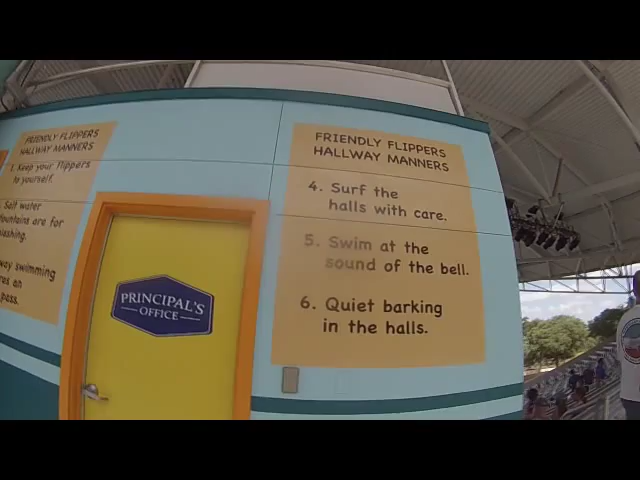 FRIENDLY FLIPPERS
HALLWAY MANNERS
1. Keep your flippers
to yourself.
Salt water
fountains are for
swimming
pass.
PRINCIPAL'S
OFFICE
FRIENDLY FLIPPERS
HALLWAY MANNERS
4. Surf the
halls with care.
5. Swim at the
sound of the bell.
6. Quiet barking
in the halls.